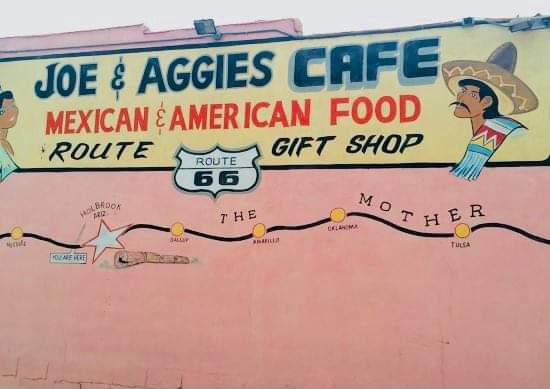 JOE & AGGIES CAFE
MEXICAN & AMERICAN FOOD
ROUTE GIFT SHOP
ROUTE
66
THE MOTHER
HOLBROOK
ARIZ.
YOU ARE HERE
GALLUP
AMARILLO
OKLAHOMA
TULSA